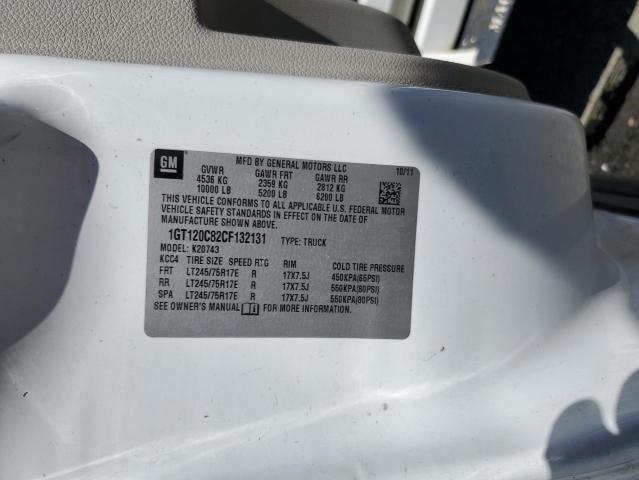 GM
MFD BY GENERAL MOTORS LLC 10/11
GVWR GAWR FRT GAWR RR
4536 KG 2359 KG 2812 KG
10000 LB 5200 LB 6200 LB
THIS VEHICLE CONFORMS TO ALL APPLICABLE U.S. FEDERAL MOTOR
VEHICLE SAFETY STANDARDS IN EFFECT ON THE DATE OF
MANUFACTURE SHOWN ABOVE.
1GT120C82CF132131 TYPE: TRUCK
MODEL: K20743
KCC4 TIRE SIZE SPEED RTG RIM COLD TIRE PRESSURE
FRT LT245/75R17E R 17X7.5J 450KPA(65PSI)
RR LT245/75R17E R 17X7.5J 550KPA(80PSI)
SPA LT245/75R17E R 17X7.5J 550KPA(80PSI)
SEE OWNER'S MANUAL FOR MORE INFORMATION.